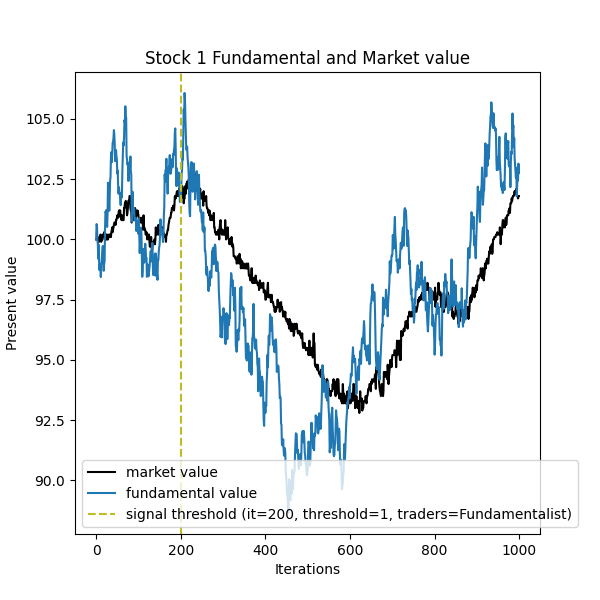 Stock 1 Fundamental and Market value
Present value
105.0
102.5
100.0
97.5
95.0
92.5
90.0
market value
fundamental value
signal threshold (it=200, threshold=1, traders=Fundamentalist)
0 200 400 600 800 1000
Iterations